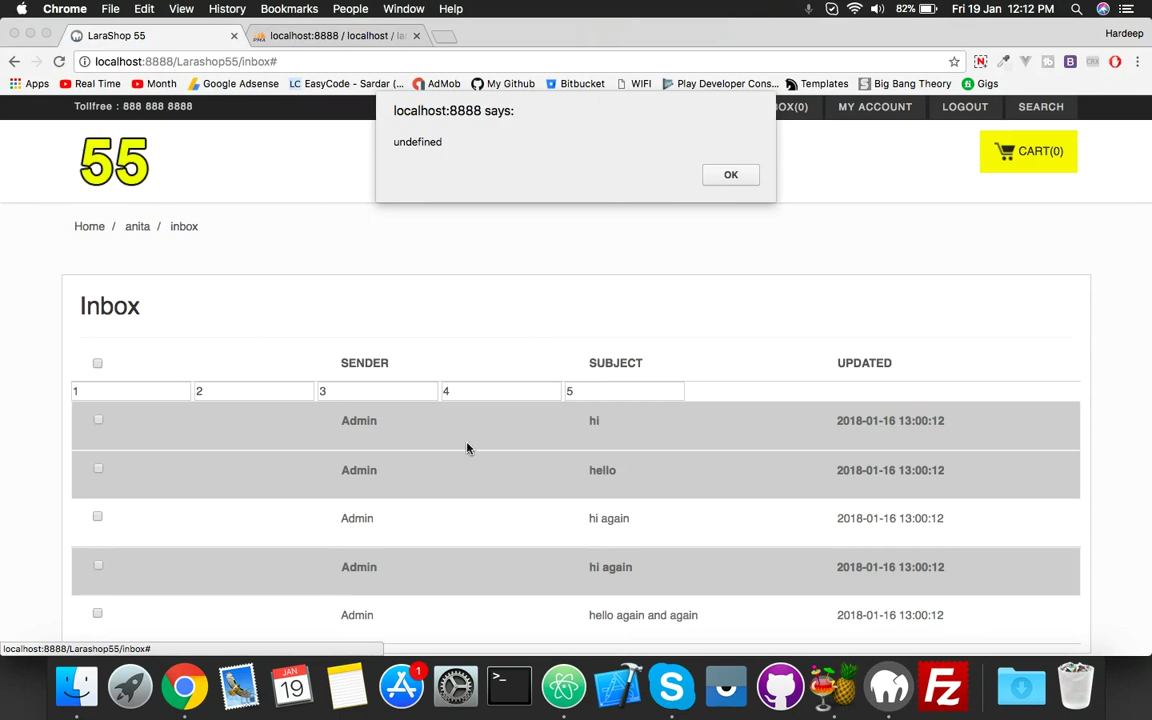 Chrome File Edit View History Bookmarks People Window Help 82% Fri 19 Jan 12:12 PM
LaraShop 55 localhost:8888 / localhost / la Hardeep
localhost:8888/Larashop55/inbox#
Apps Real Time Month Google Adsense LC EasyCode - Sardar (... AdMob My Github Bitbucket WIFI Play Developer Cons... Templates Big Bang Theory Gigs
Tollfree : 888 888 8888 BOX(0) MY ACCOUNT LOGOUT SEARCH
localhost:8888 says:
undefined
OK
55
CART(0)
Home / anita / inbox
Inbox
SENDER SUBJECT UPDATED
1 2 3 4 5
Admin hi 2018-01-16 13:00:12
Admin hello 2018-01-16 13:00:12
Admin hi again 2018-01-16 13:00:12
Admin hi again 2018-01-16 13:00:12
Admin hello again and again 2018-01-16 13:00:12
localhost:8888/Larashop55/inbox#
JAN
19
1